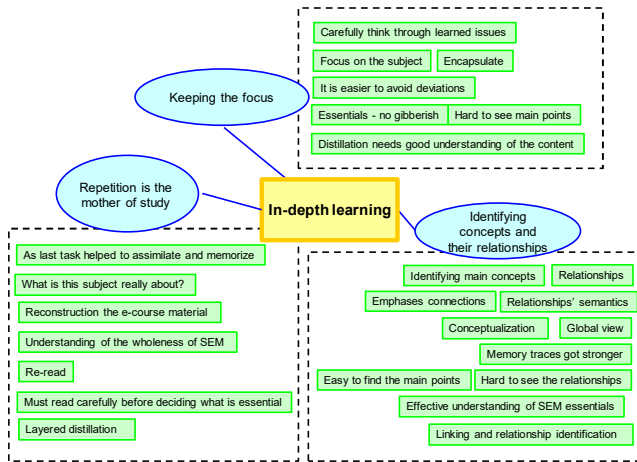 Carefully think through learned issues
Focus on the subject
Encapsulate
It is easier to avoid deviations
Essentials - no gibberish
Hard to see main points
Distillation needs good understanding of the content
Keeping the focus
Repetition is the
mother of study
In-depth learning
Identifying
concepts and
their relationships
As last task helped to assimilate and memorize
What is this subject really about?
Reconstruction the e-course material
Understanding of the wholeness of SEM
Re-read
Must read carefully before deciding what is essential
Layered distillation
Identifying main concepts
Relationships
Emphases connections
Relationships' semantics
Conceptualization
Global view
Memory traces got stronger
Easy to find the main points
Hard to see the relationships
Effective understanding of SEM essentials
Linking and relationship identification